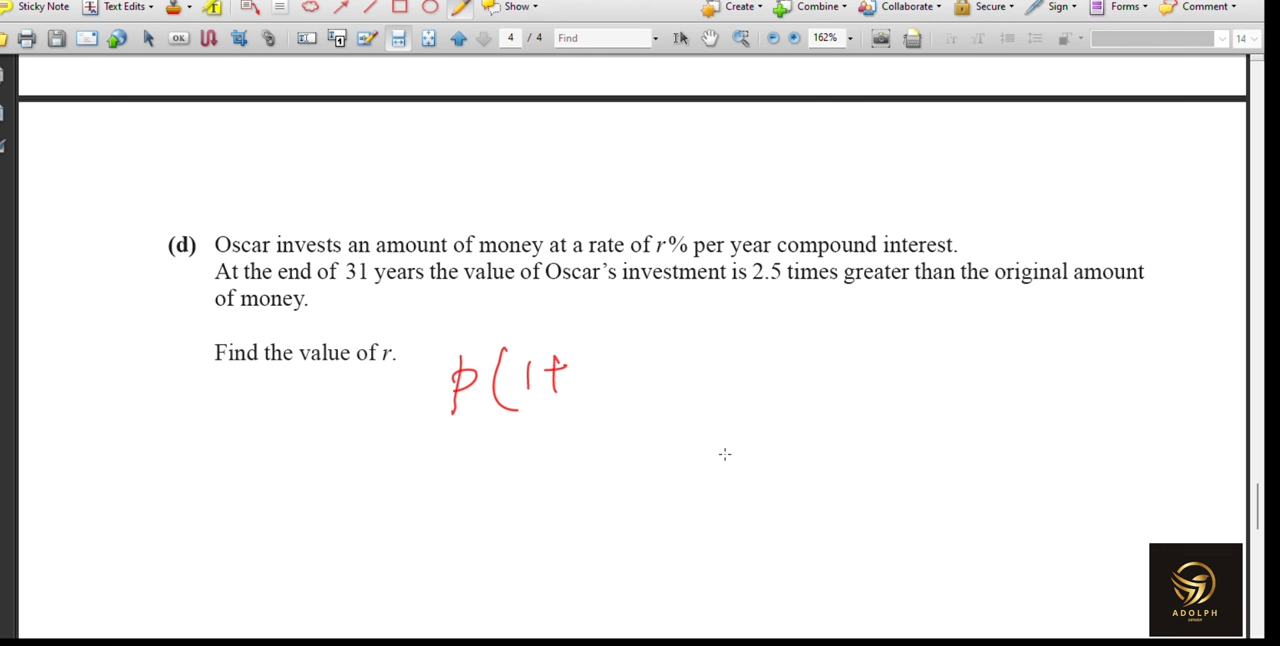 Sticky Note Text Edits Show Create Combine Collaborate Secure Sign Forms Comment
OK 4 / 4 Find 162% 14
(d) Oscar invests an amount of money at a rate of r% per year compound interest.
At the end of 31 years the value of Oscar's investment is 2.5 times greater than the original amount
of money.
Find the value of r.
p(1+
ADOLPH